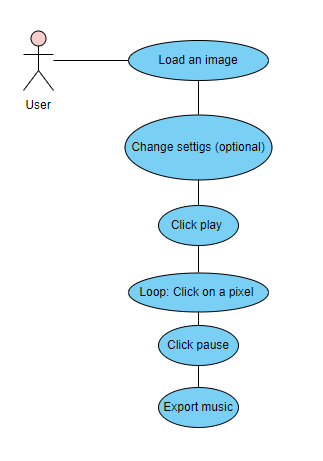 Load an image
User
Change settigs (optional)
Click play
Loop: Click on a pixel
Click pause
Export music